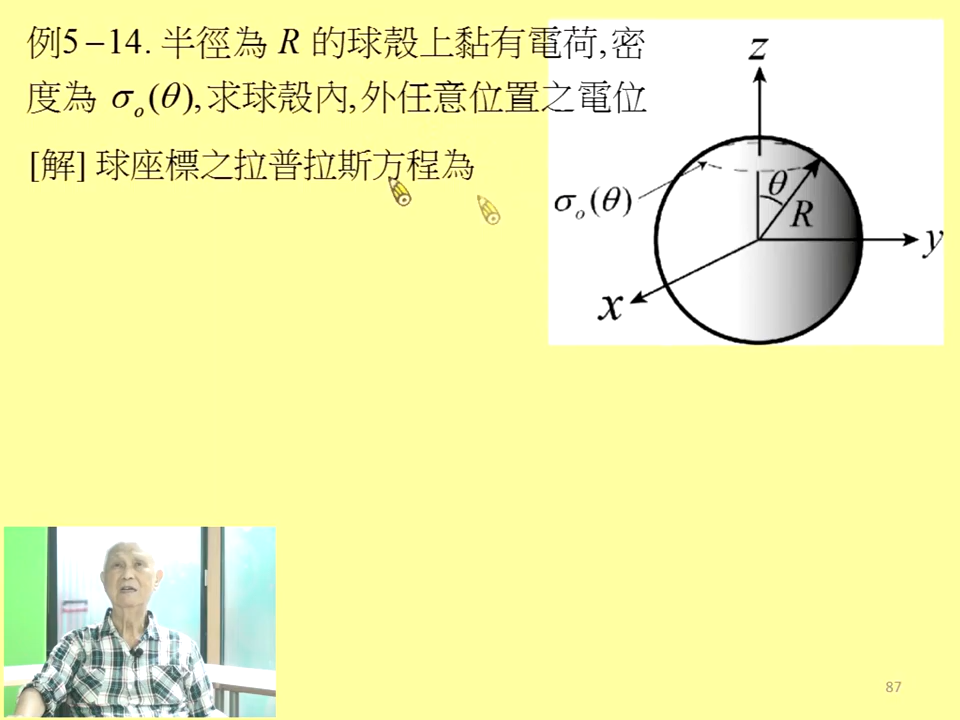 例5－14. 半徑為 R 的球殼上黏有電荷,密
度為 σₒ(θ),求球殼內,外任意位置之電位
[解] 球座標之拉普拉斯方程為
z
θ
σₒ(θ)
R
y
x
87